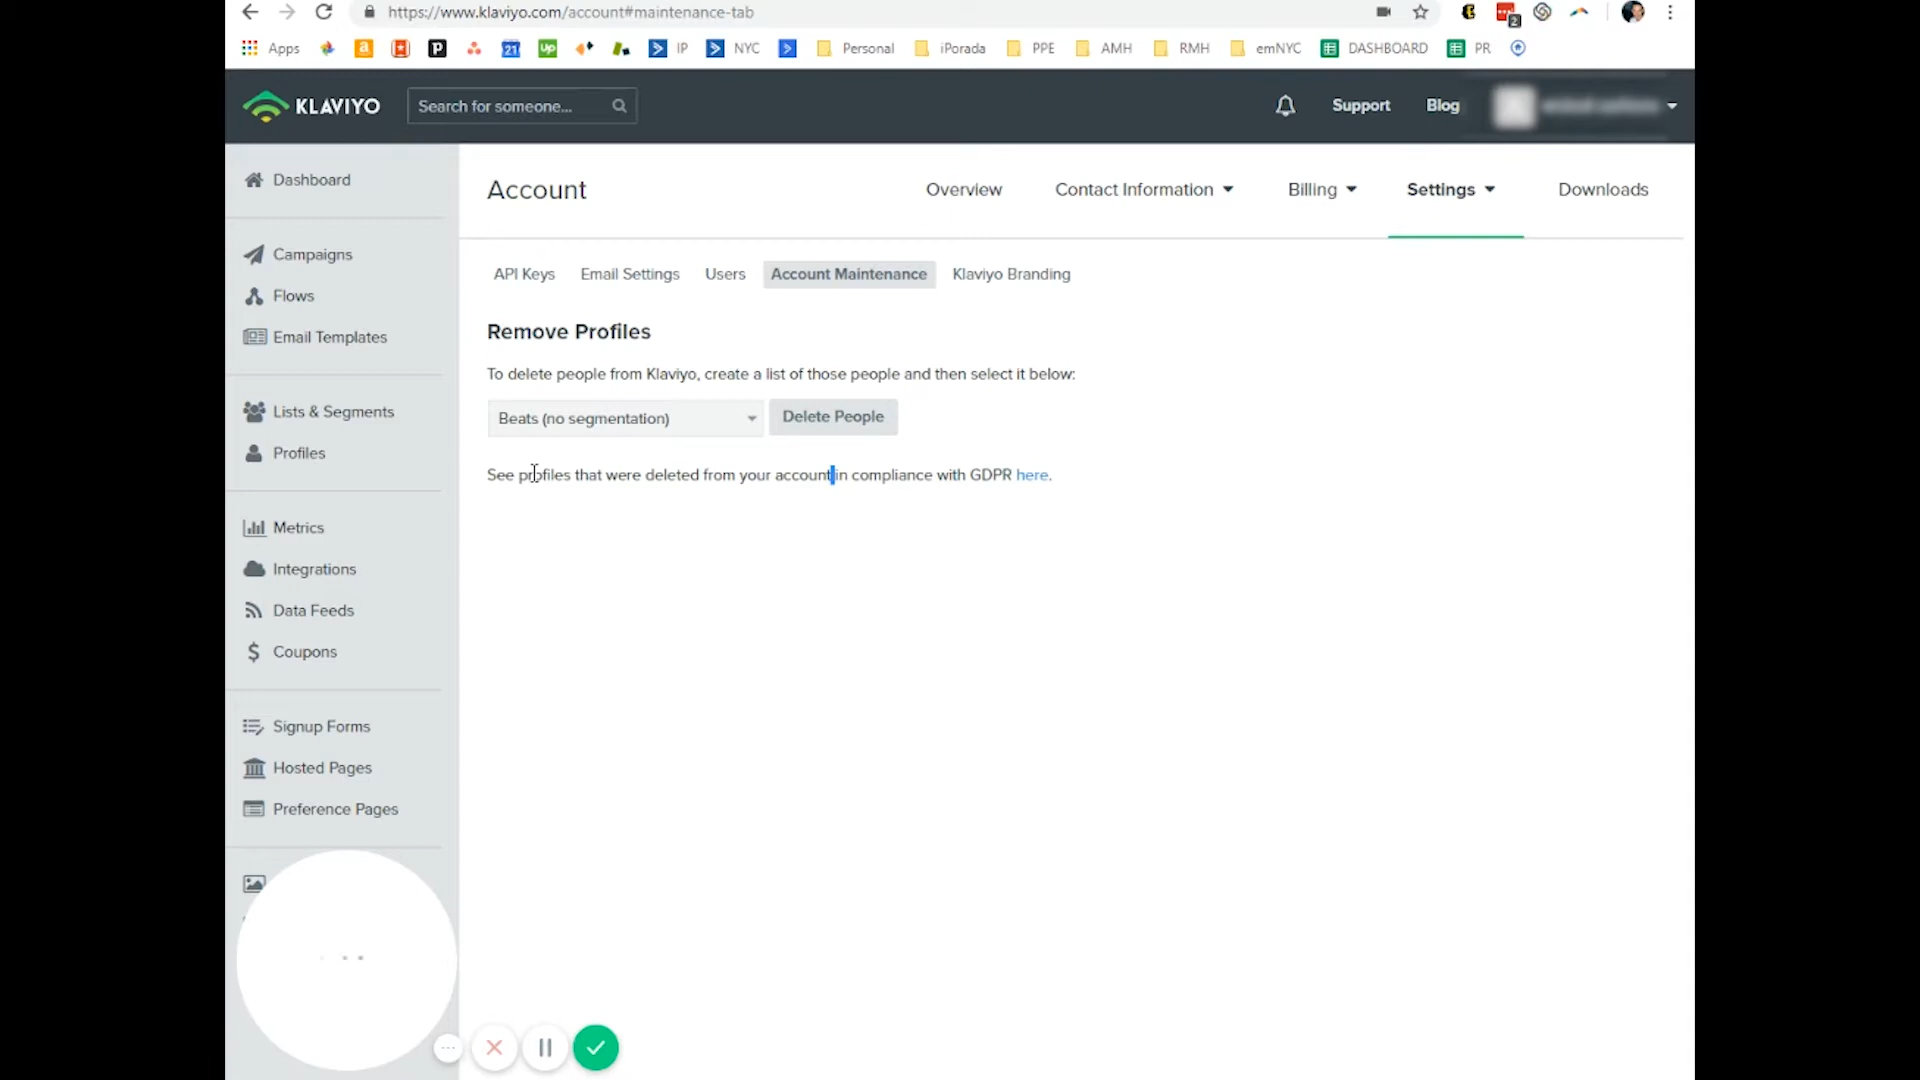 https://www.klaviyo.com/account#maintenance-tab
2
Apps
a
p
21
up
IP
NYC
Personal
iPorada
PPE
AMH
RMH
emNYC
DASHBOARD
PR
KLAVIYO
Search for someone...
Support
Blog
Dashboard
Campaigns
Flows
Email Templates
Lists & Segments
Profiles
Metrics
Integrations
Data Feeds
Coupons
Signup Forms
Hosted Pages
Preference Pages
Account
Overview
Contact Information
Billing
Settings
Downloads
API Keys
Email Settings
Users
Account Maintenance
Klaviyo Branding
Remove Profiles
To delete people from Klaviyo, create a list of those people and then select it below:
Beats (no segmentation)
Delete People
See profiles that were deleted from your account in compliance with GDPR here.